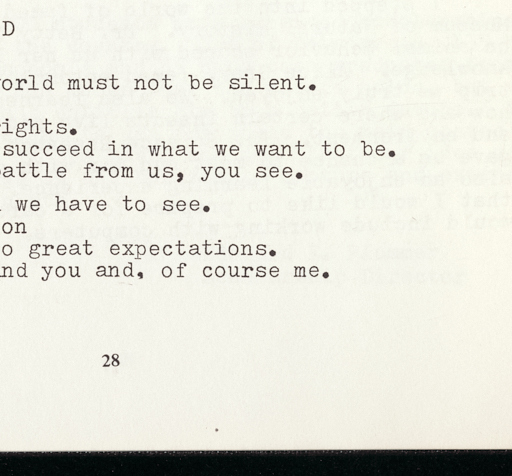 D
orld must not be silent.
ights.
succeed in what we want to be.
attle from us, you see.
we have to see.
on
o great expectations.
nd you and, of course me.
28